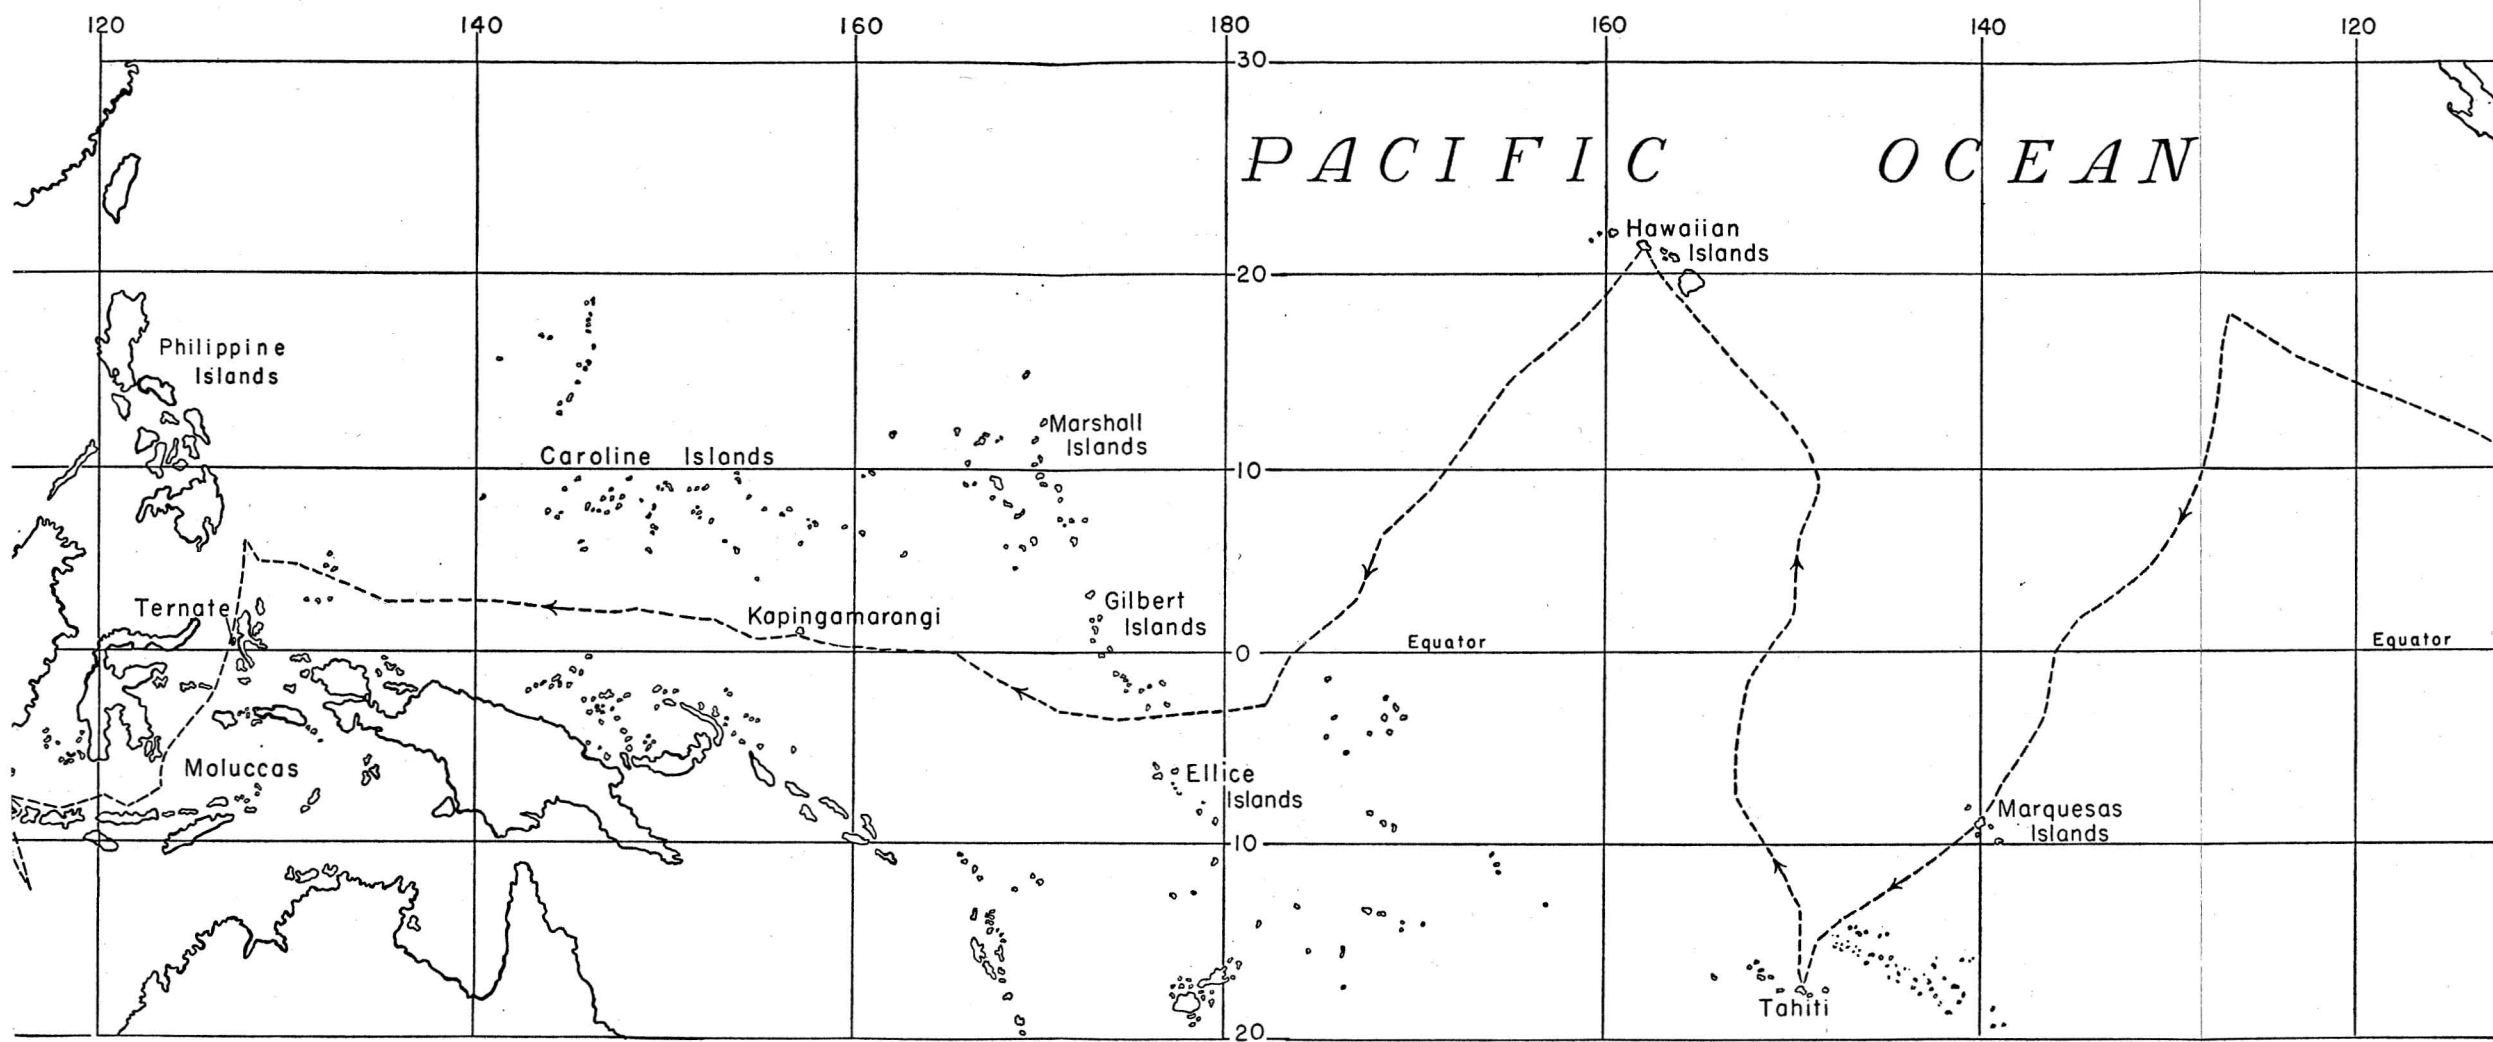 120 140 160 180 160 140 120
30
PACIFIC OCEAN
Hawaiian
Islands
20
Philippine
Islands
Marshall
Islands
Caroline Islands
10
Gilbert
Islands
Ternate
Kapingamarangi
Equator
Equator
0
Moluccas
Ellice
Islands
Marquesas
Islands
10
Tahiti
20